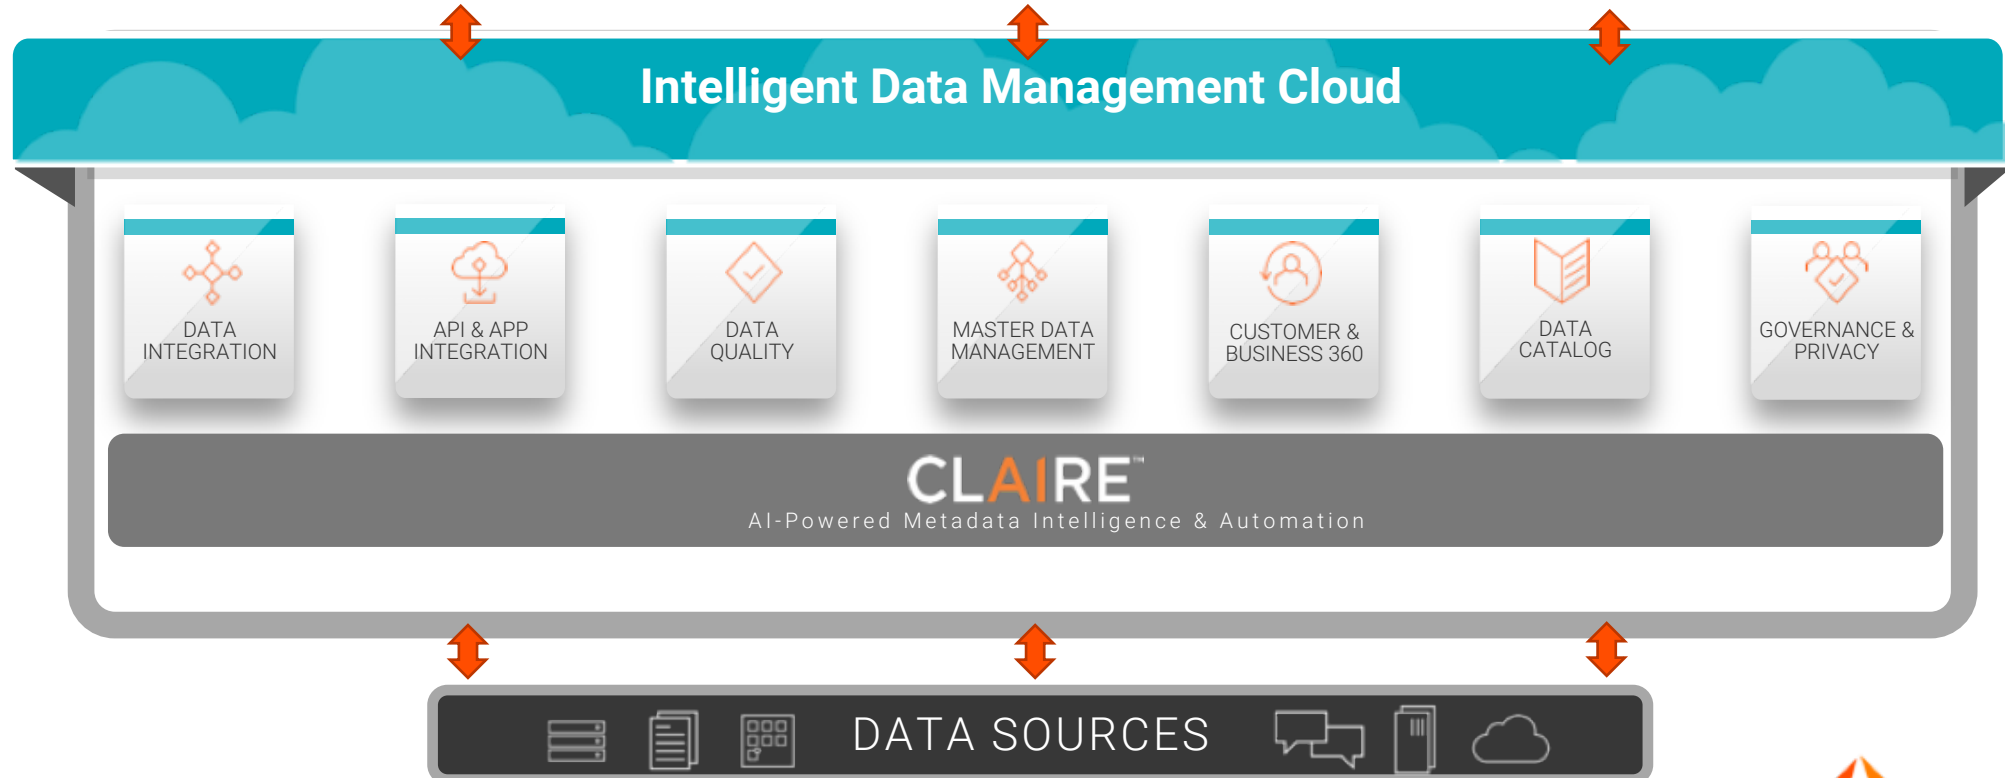 Intelligent Data Management Cloud
DATA
INTEGRATION
API & APP
INTEGRATION
DATA
QUALITY
MASTER DATA
MANAGEMENT
CUSTOMER &
BUSINESS 360
DATA
CATALOG
GOVERNANCE &
PRIVACY
CLAIRE™
AI-Powered Metadata Intelligence & Automation
DATA SOURCES